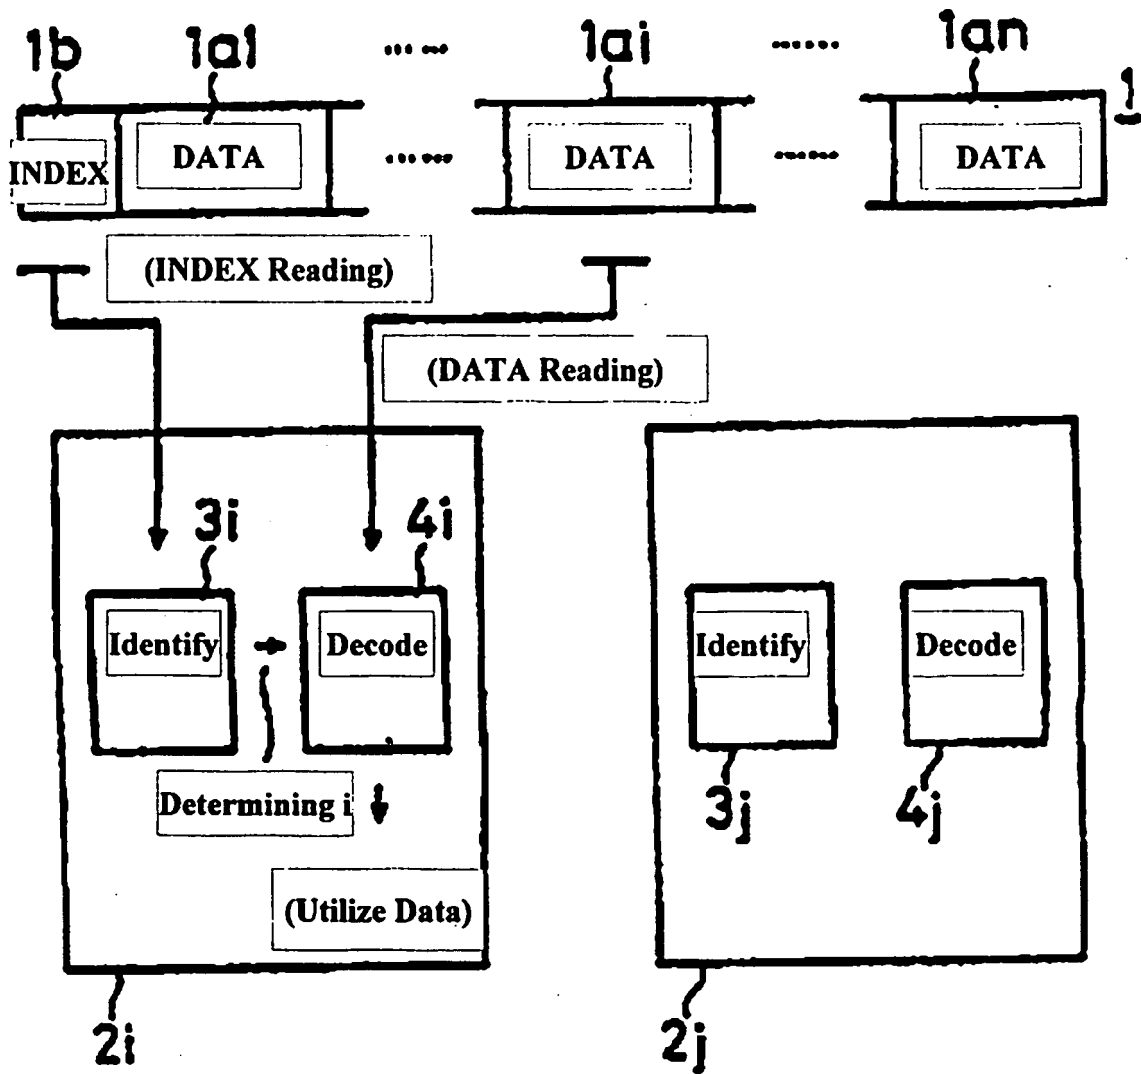 1b 1a1 ...... 1ai ...... 1an
1
INDEX DATA ...... DATA ...... DATA
(INDEX Reading)
(DATA Reading)
3i 4i
Identify Decode Identify Decode
Determining i
3j 4j
(Utilize Data)
2i 2j